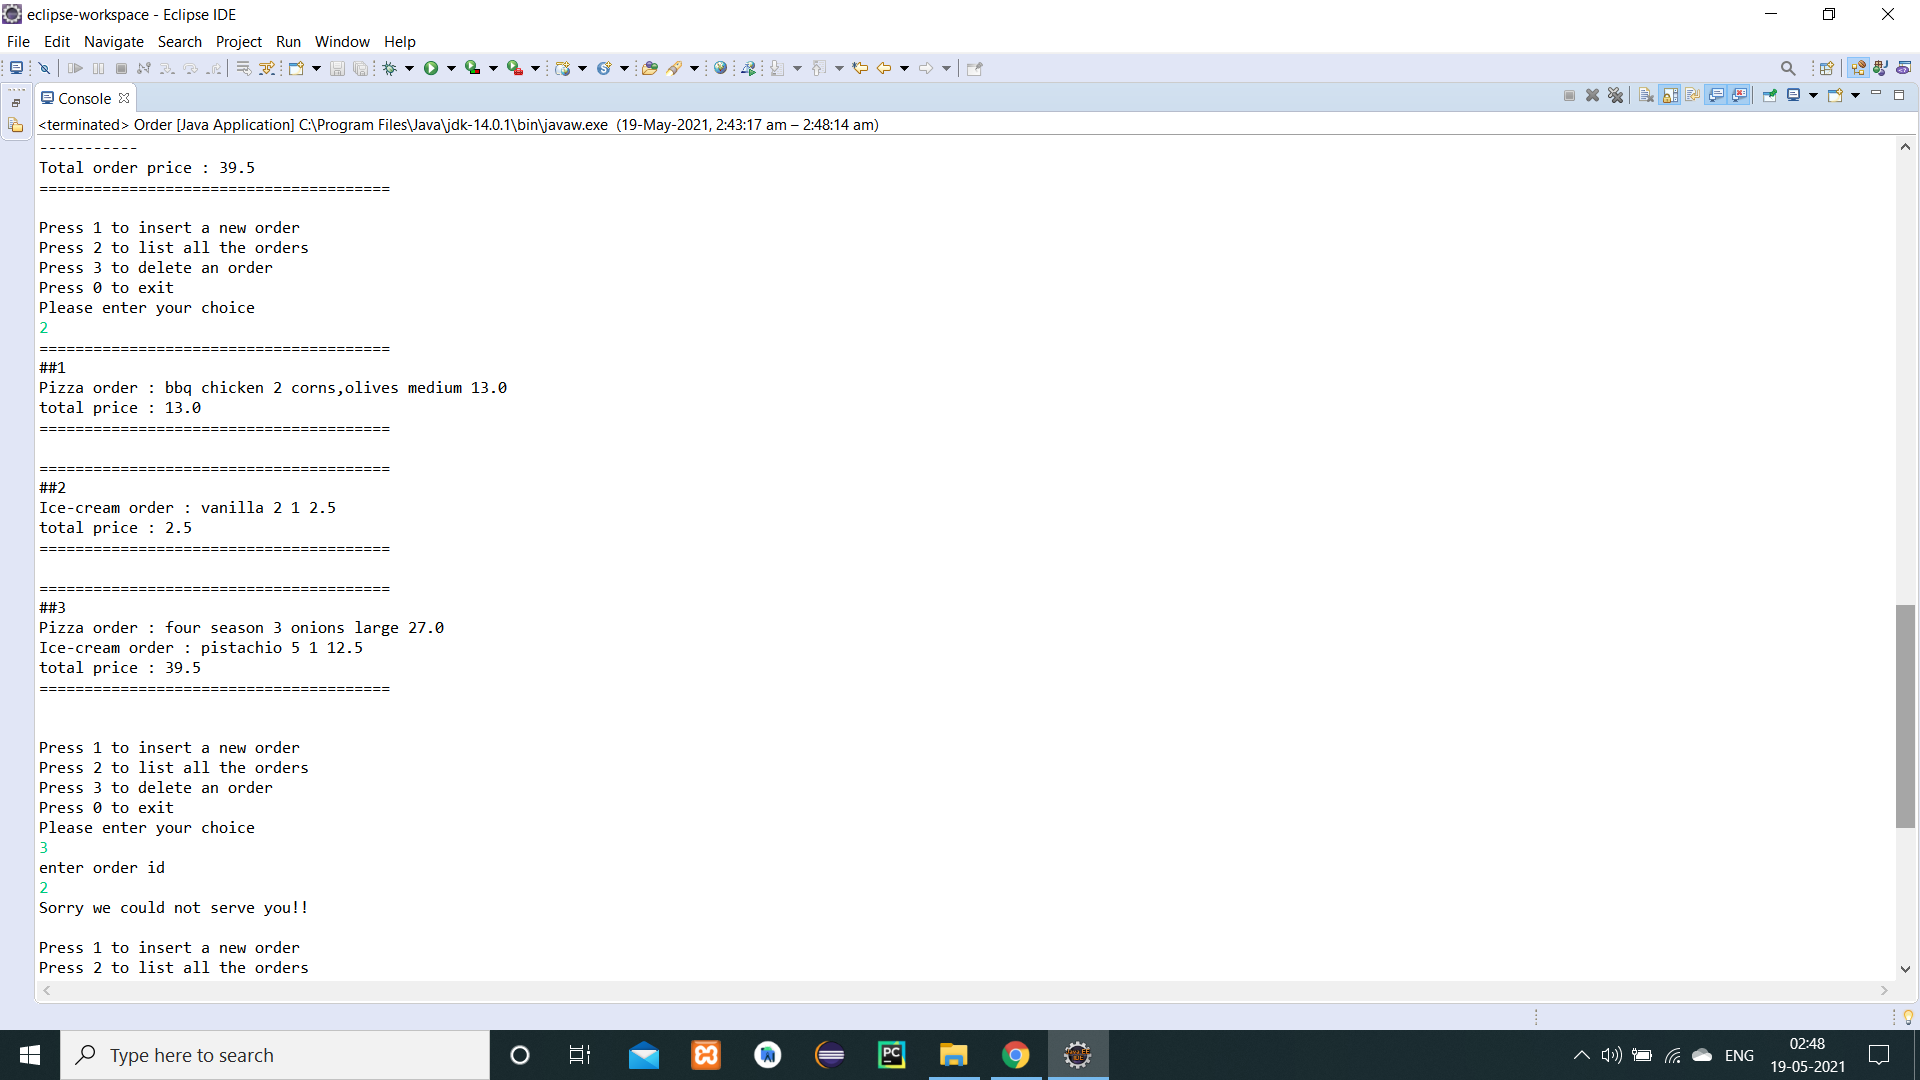 eclipse-workspace - Eclipse IDE
File Edit Navigate Search Project Run Window Help
Console
<terminated> Order [Java Application] C:\Program Files\Java\jdk-14.0.1\bin\javaw.exe (19-May-2021, 2:43:17 am – 2:48:14 am)
-----------
Total order price : 39.5
=======================================
Press 1 to insert a new order
Press 2 to list all the orders
Press 3 to delete an order
Press 0 to exit
Please enter your choice
2
=======================================
##1
Pizza order : bbq chicken 2 corns,olives medium 13.0
total price : 13.0
=======================================
=======================================
##2
Ice-cream order : vanilla 2 1 2.5
total price : 2.5
=======================================
=======================================
##3
Pizza order : four season 3 onions large 27.0
Ice-cream order : pistachio 5 1 12.5
total price : 39.5
=======================================
Press 1 to insert a new order
Press 2 to list all the orders
Press 3 to delete an order
Press 0 to exit
Please enter your choice
3
enter order id
2
Sorry we could not serve you!!
Press 1 to insert a new order
Press 2 to list all the orders
Type here to search
PC
ENG
02:48
19-05-2021